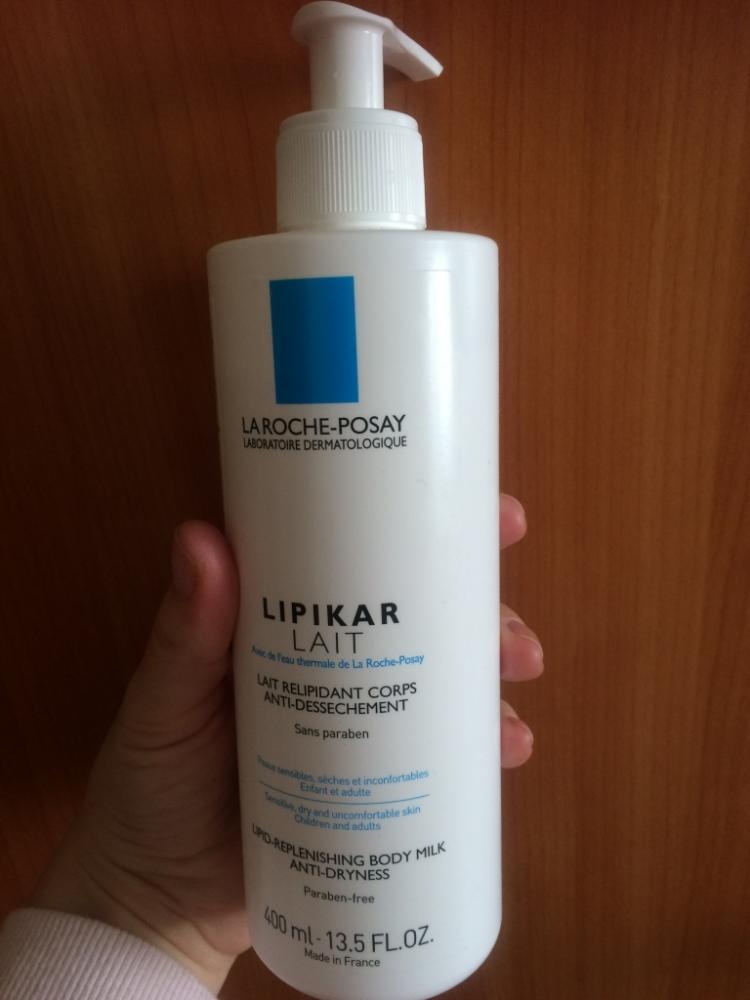 LA ROCHE-POSAY
LABORATOIRE DERMATOLOGIQUE
LIPIKAR
LAIT
Avec de l'eau thermale de La Roche-Posay
LAIT RELIPIDANT CORPS
ANTI-DESSECHEMENT
Sans paraben
Peaux sensibles, sèches et inconfortables
Enfant et adulte
Sensitive, dry and uncomfortable skin
Children and adults
LIPID-REPLENISHING BODY MILK
ANTI-DRYNESS
Paraben-free
400 ml - 13.5 FL.OZ.
Made in France